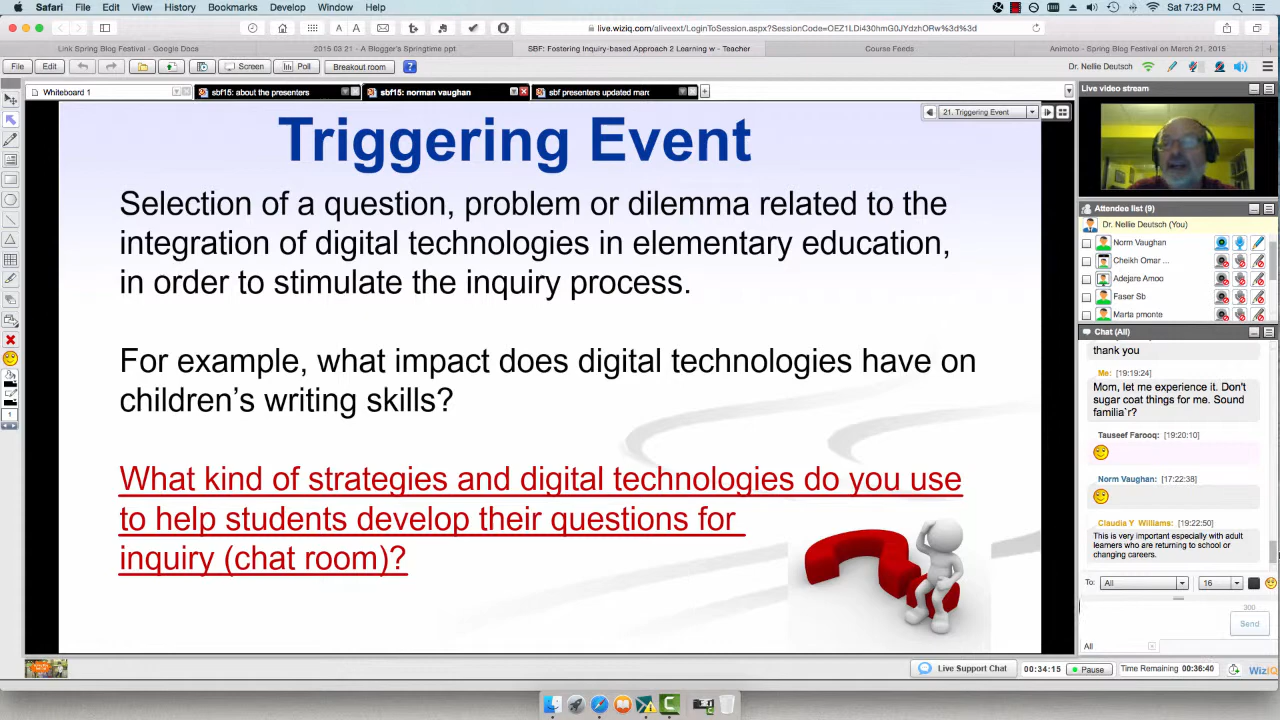 Safari File Edit View History Bookmarks Develop Window Help
Sat 7:23 PM
live.wiziq.com/aliveext/LoginToSession.aspx?SessionCode=OEZ1LDi430hmG0JYdzhORw%3d%3d
Link Spring Blog Festival - Google Docs
2015 03 21 - A Blogger's Springtime ppt.
SBF: Fostering Inquiry-based Approach 2 Learning w - Teacher
Course Feeds
Animoto - Spring Blog Festival on March 21, 2015
File Edit Screen Poll Breakout room ?
Dr. Nellie Deutsch
Whiteboard 1
sbf15: about the presenters
sbf15: norman vaughan
sbf presenters updated marc
21. Triggering Event
Triggering Event
Selection of a question, problem or dilemma related to the
integration of digital technologies in elementary education,
in order to stimulate the inquiry process.
For example, what impact does digital technologies have on
children's writing skills?
What kind of strategies and digital technologies do you use
to help students develop their questions for
inquiry (chat room)?
Live video stream
Attendee list (9)
Dr. Nellie Deutsch (You)
Norm Vaughan
Cheikh Omar ...
Adejare Amoo
Faser Sb
Marta pmonte
Chat (All)
thank you
Me: [19:19:24]
Mom, let me experience it. Don't
sugar coat things for me. Sound
familia`r?
Tauseef Farooq: [19:20:10]
Norm Vaughan: [17:22:38]
Claudia Y Williams: [19:22:50]
This is very important especially with adult
learners who are returning to school or
changing careers.
To: All 16
300
Send
All
1
Live Support Chat
00:34:15 Pause Time Remaining 00:36:40
WizIQ